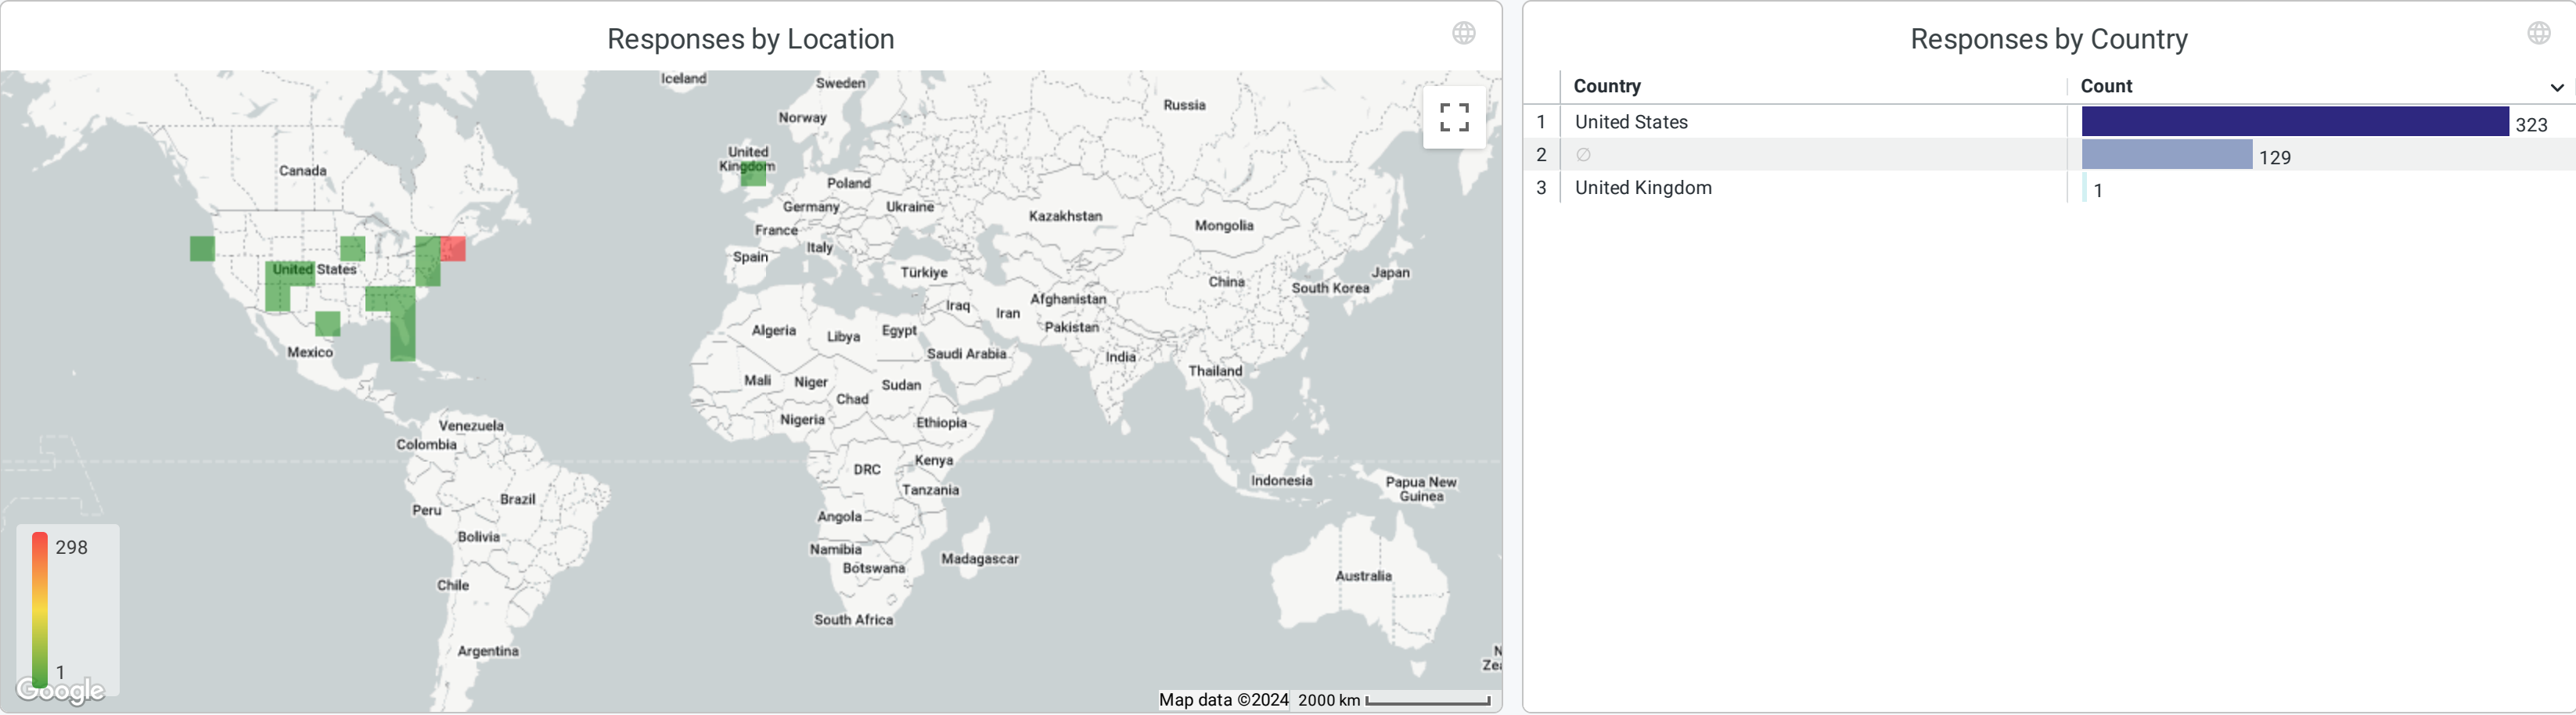 Responses by Location
Iceland
Sweden
Russia
Norway
Canada
United
Kingdom
Poland
Germany
Ukraine
Kazakhstan
Mongolia
France
Italy
Spain
United States
Türkiye
Japan
China
South Korea
Afghanistan
Iraq
Iran
Pakistan
Algeria
Libya
Egypt
Mexico
Saudi Arabia
India
Thailand
Mali
Niger
Sudan
Chad
Nigeria
Ethiopia
Venezuela
Colombia
DRC
Kenya
Indonesia
Papua New
Guinea
Tanzania
Brazil
Peru
Angola
Bolivia
Namibia
Madagascar
Botswana
Australia
Chile
South Africa
Argentina
N
Zea
298
1
Google
Map data ©2024
2000 km
Responses by Country
Country Count
1 United States 323
2 ∅ 129
3 United Kingdom 1